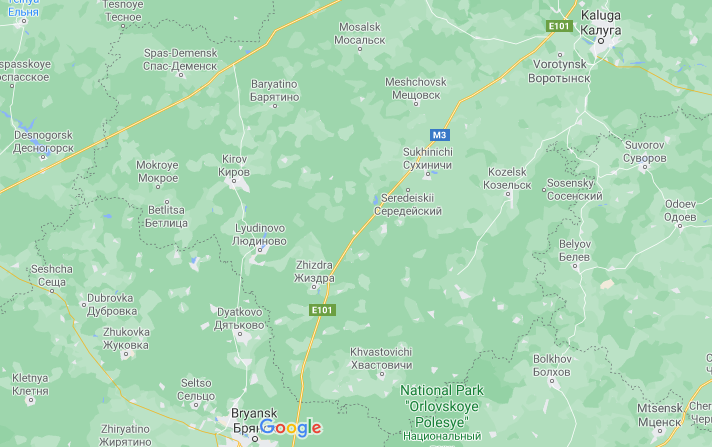 Tesnoye
Тесное
Ельня
Mosalsk
Мосальск
E101
Kaluga
Калуга
Spas-Demensk
Спас-Деменск
Vorotynsk
Воротынск
spasskoye
спасское
Baryatino
Барятино
Meshchovsk
Мещовск
M3
Desnogorsk
Десногорск
Sukhinichi
Сухиничи
Suvorov
Суворов
Mokroye
Мокрое
Kirov
Киров
Kozelsk
Козельск
Sosensky
Сосенский
Seredeiskii
Середейский
Odoev
Одоев
Betlitsa
Бетлица
Lyudinovo
Людиново
Belyov
Белев
Zhizdra
Жиздра
Seshcha
Сеща
Dubrovka
Дубровка
E101
Dyatkovo
Дятьково
Zhukovka
Жуковка
Khvastovichi
Хвастовичи
Bolkhov
Болхов
Kletnya
Клетня
Seltso
Сельцо
National Park
"Orlovskoye
Polesye"
Национальный
Mtsensk
Мценск
Cher
Bryansk
Google
Zhiryatino
Жирятино